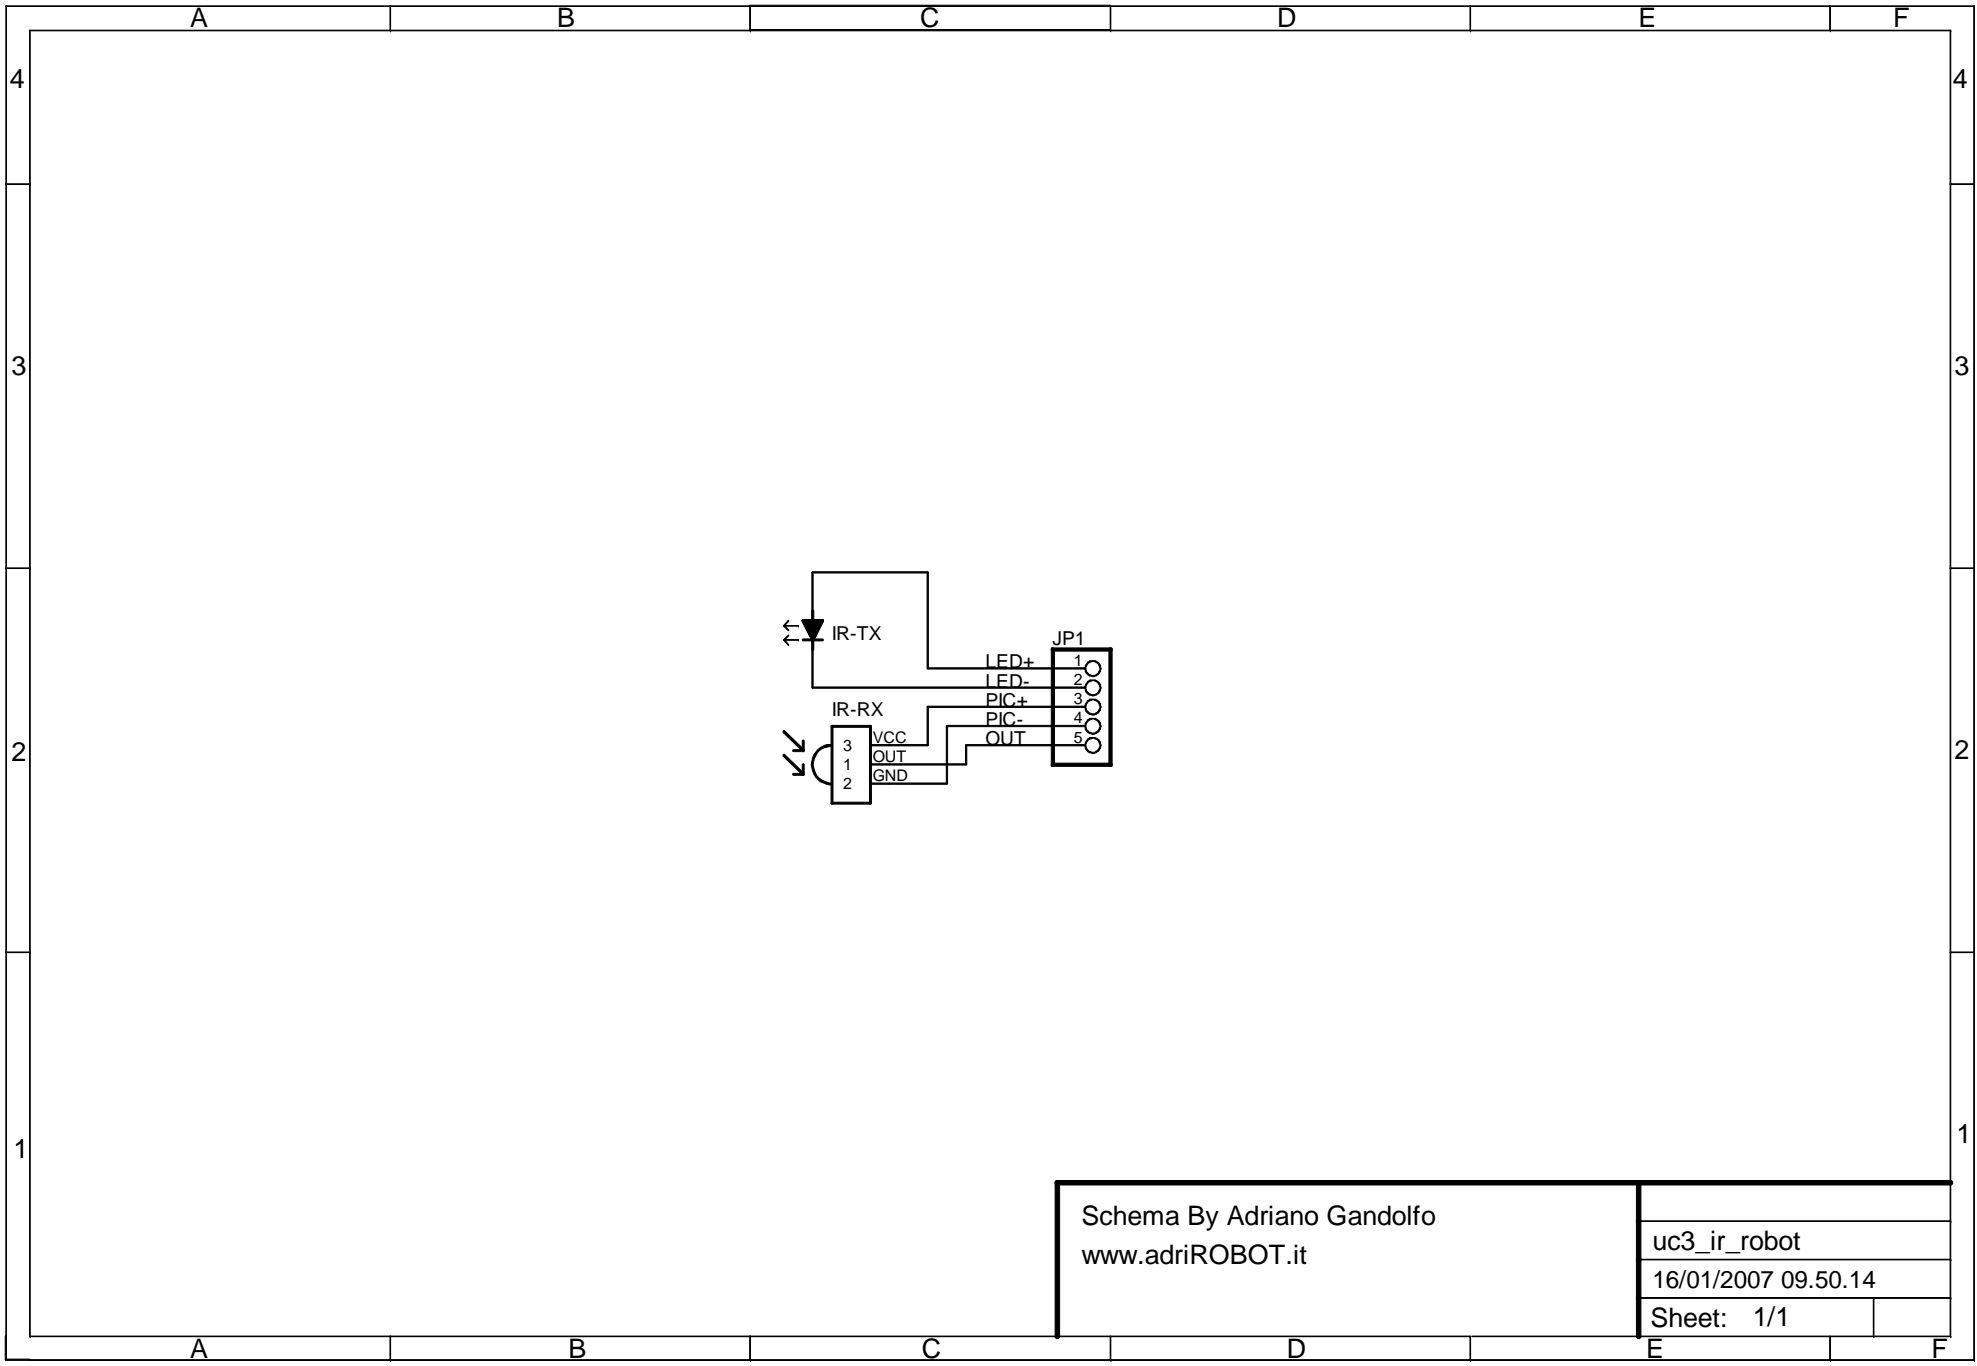 A B C D E F
4 4
3 3
IR-TX
JP1
LED+ 1
LED- 2
PIC+ 3
PIC- 4
OUT 5
IR-RX
3 VCC
1 OUT
2 GND
2 2
1 1
Schema By Adriano Gandolfo
www.adriROBOT.it
uc3_ir_robot
16/01/2007 09.50.14
Sheet: 1/1
A B C D E F